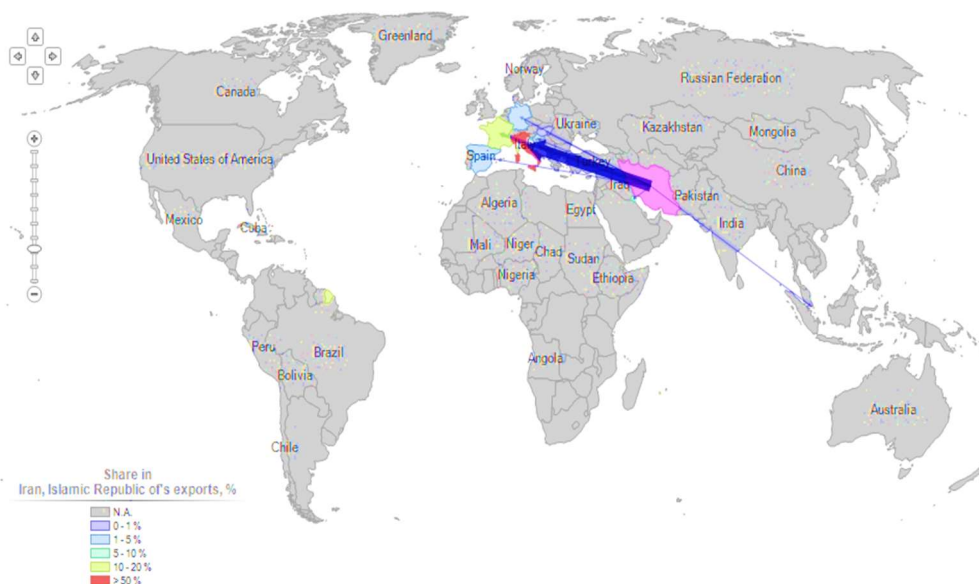 Greenland
Norway
Russian Federation
Canada
Ukraine
Kazakhstan
Mongolia
United States of America
Spain
Turkey
China
Iraq
Pakistan
Mexico
Cuba
Algeria
Egypt
India
Mali
Niger
Chad
Sudan
Nigeria
Ethiopia
Peru
Brazil
Bolivia
Angola
Australia
Chile
Share in
Iran, Islamic Republic of's exports, %
N.A.
0 - 1 %
1 - 5 %
5 - 10 %
10 - 20 %
> 50 %